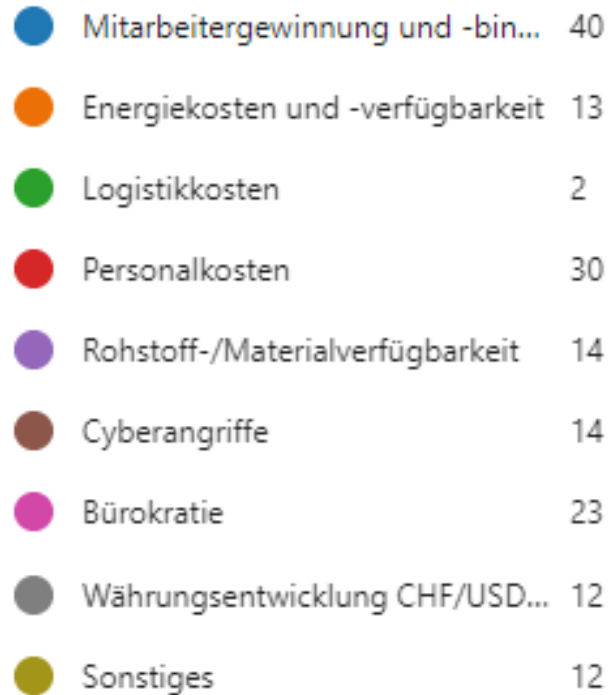 Mitarbeitergewinnung und -bin... 40
Energiekosten und -verfügbarkeit 13
Logistikkosten 2
Personalkosten 30
Rohstoff-/Materialverfügbarkeit 14
Cyberangriffe 14
Bürokratie 23
Währungsentwicklung CHF/USD... 12
Sonstiges 12